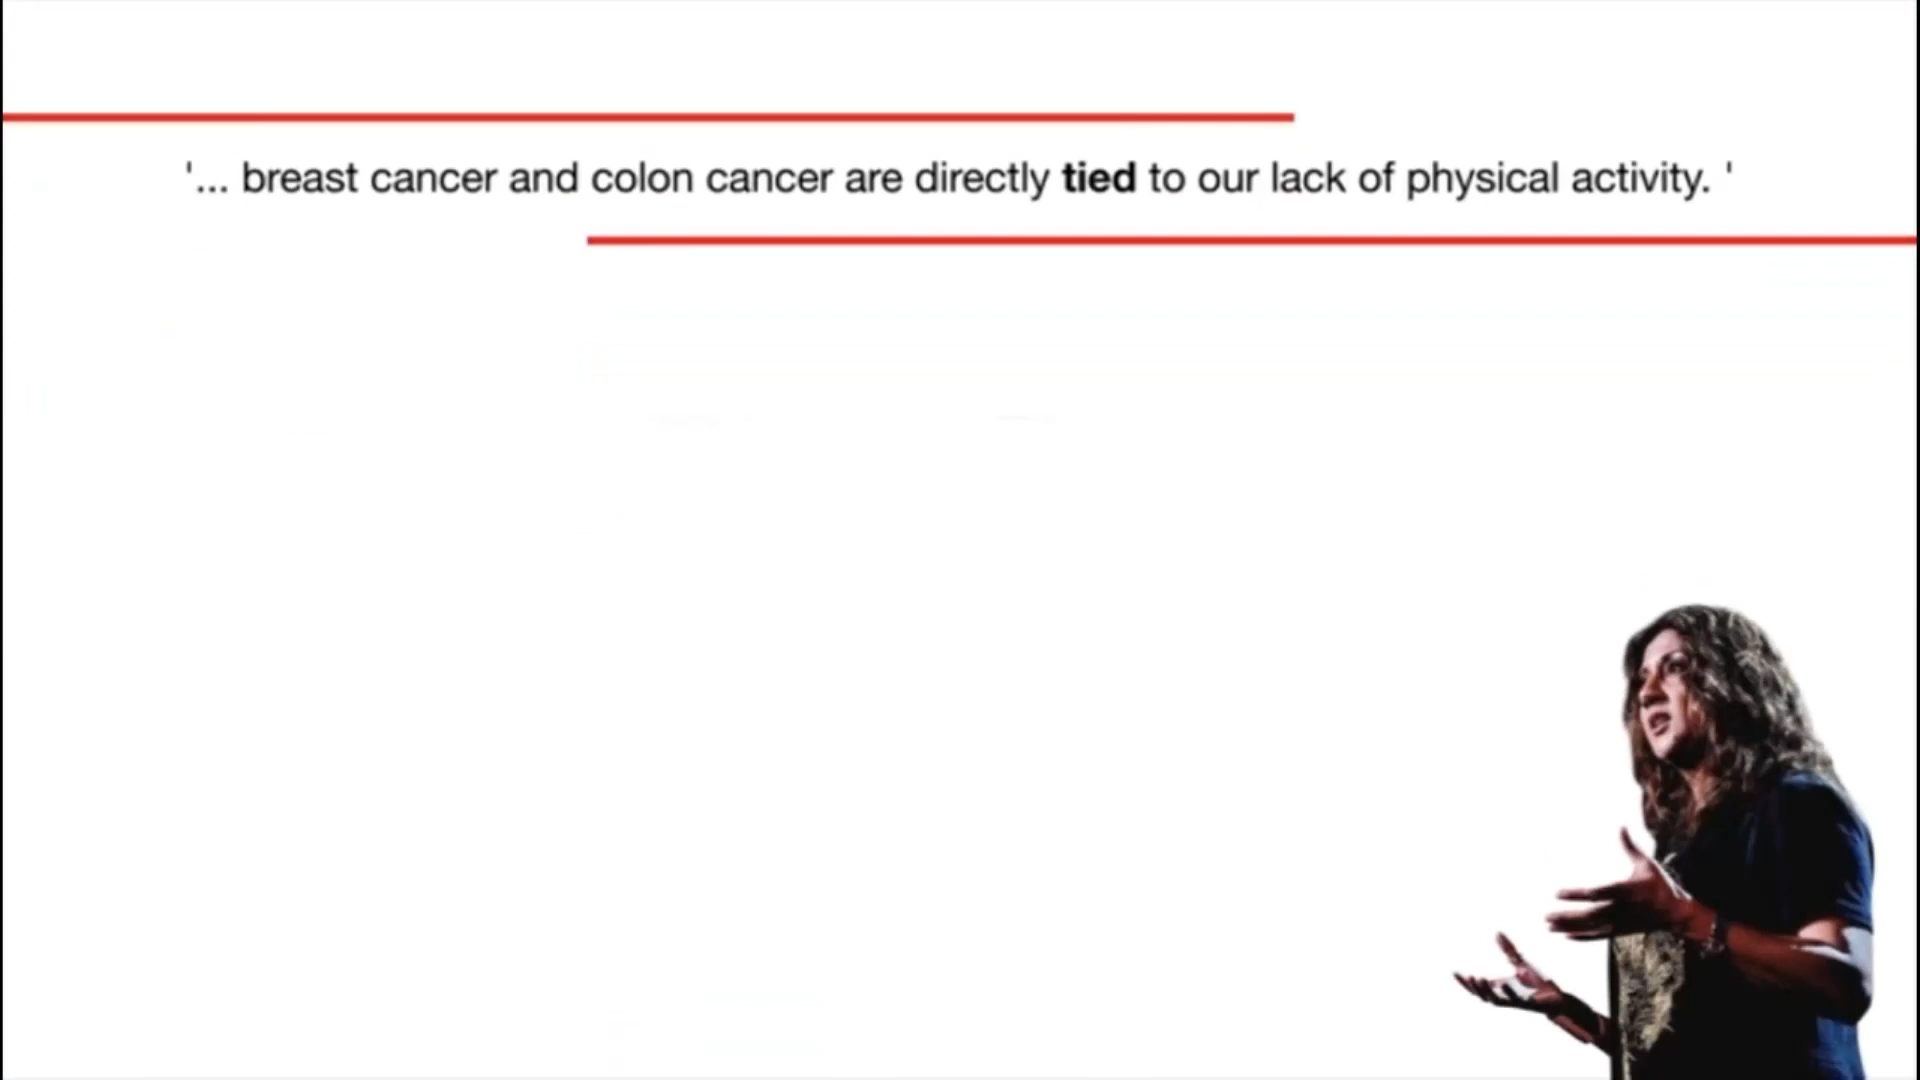 '... breast cancer and colon cancer are directly tied to our lack of physical activity. '